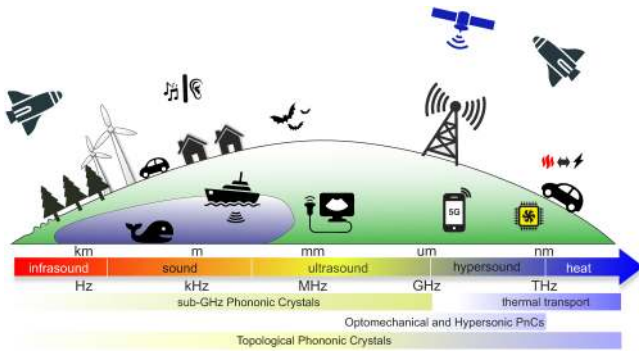 5G
km m mm um nm
infrasound sound ultrasound hypersound heat
Hz kHz MHz GHz THz
sub-GHz Phononic Crystals thermal transport
Optomechanical and Hypersonic PnCs
Topological Phononic Crystals